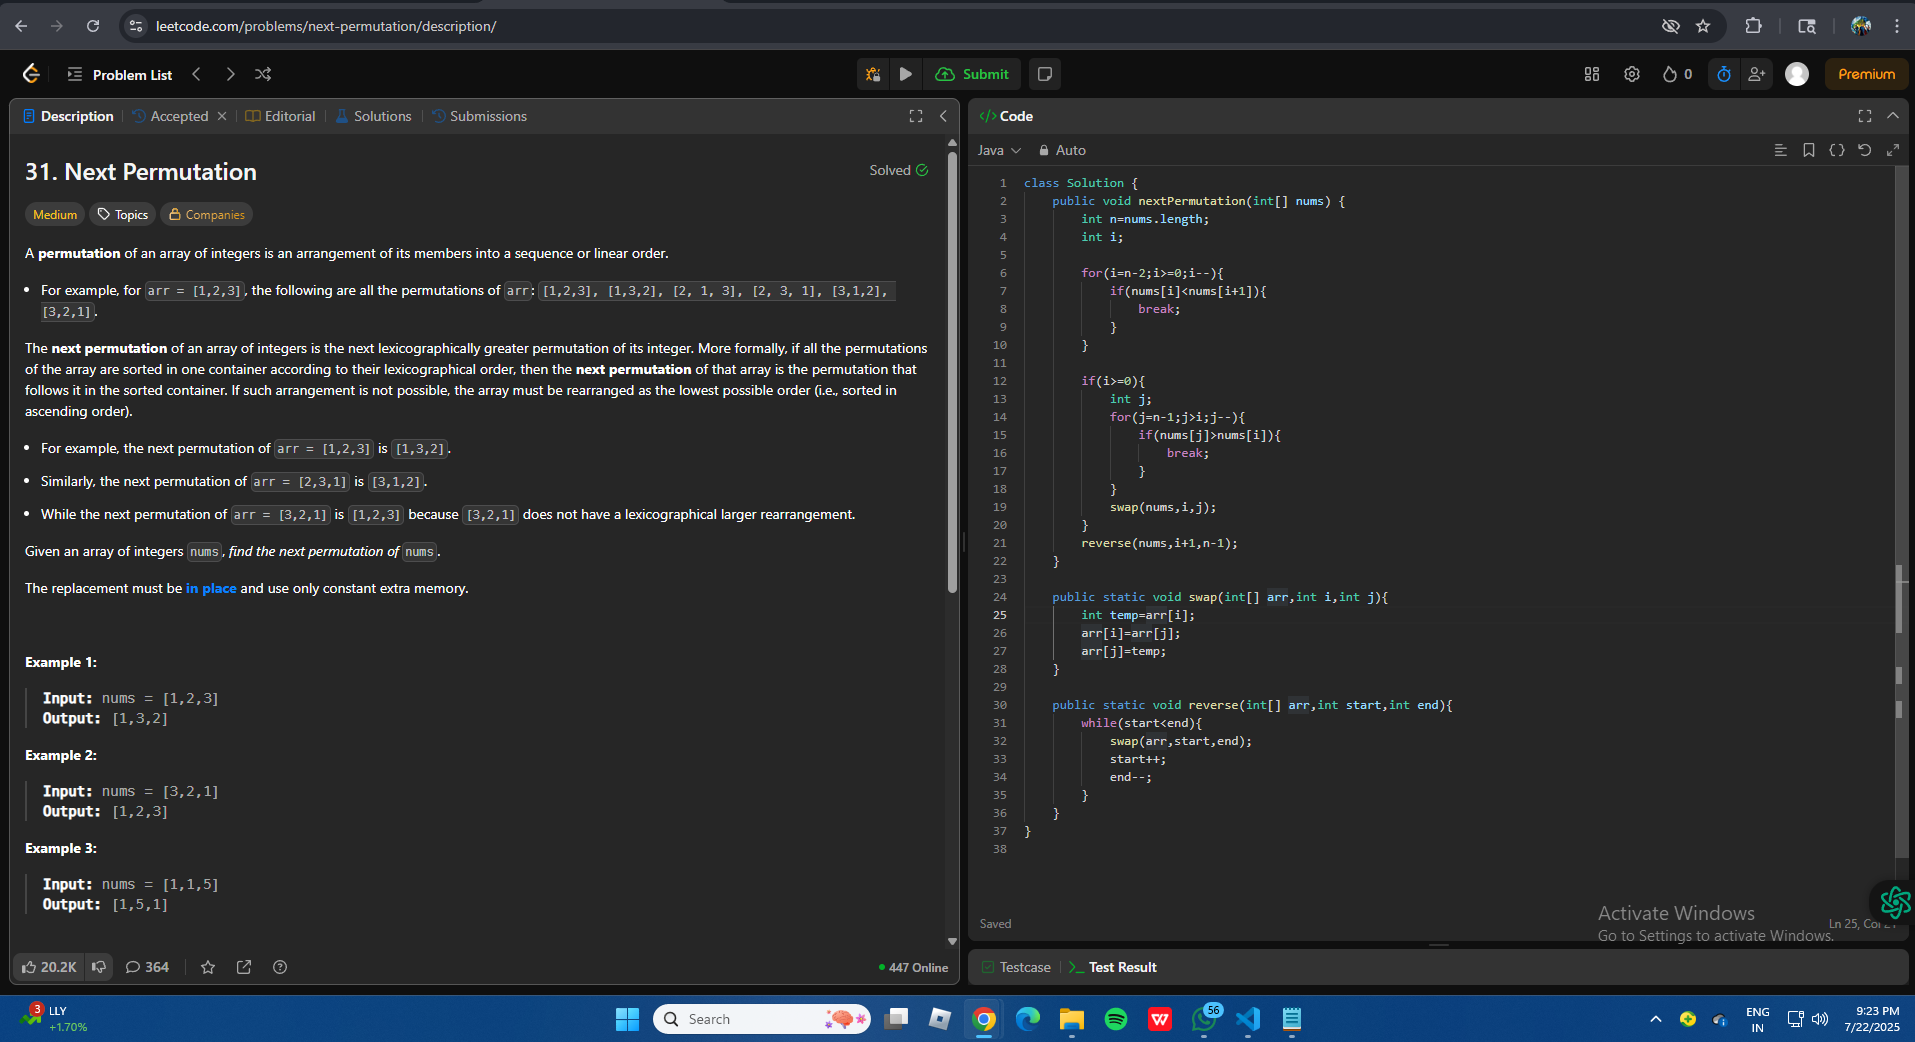 leetcode.com/problems/next-permutation/description/
Problem List
Submit
0
Premium
Description
Accepted
Editorial
Solutions
Submissions
31. Next Permutation
Solved
Medium
Topics
Companies
A permutation of an array of integers is an arrangement of its members into a sequence or linear order.
• For example, for arr = [1,2,3], the following are all the permutations of arr: [1,2,3], [1,3,2], [2, 1, 3], [2, 3, 1], [3,1,2],
[3,2,1].
The next permutation of an array of integers is the next lexicographically greater permutation of its integer. More formally, if all the permutations
of the array are sorted in one container according to their lexicographical order, then the next permutation of that array is the permutation that
follows it in the sorted container. If such arrangement is not possible, the array must be rearranged as the lowest possible order (i.e., sorted in
ascending order).
• For example, the next permutation of arr = [1,2,3] is [1,3,2].
• Similarly, the next permutation of arr = [2,3,1] is [3,1,2].
• While the next permutation of arr = [3,2,1] is [1,2,3] because [3,2,1] does not have a lexicographical larger rearrangement.
Given an array of integers nums, find the next permutation of nums.
The replacement must be in place and use only constant extra memory.
Example 1:
Input: nums = [1,2,3]
Output: [1,3,2]
Example 2:
Input: nums = [3,2,1]
Output: [1,2,3]
Example 3:
Input: nums = [1,1,5]
Output: [1,5,1]
20.2K
364
447 Online
</> Code
Java
Auto
1 class Solution {
2 public void nextPermutation(int[] nums) {
3 int n=nums.length;
4 int i;
5
6 for(i=n-2;i>=0;i--){
7 if(nums[i]<nums[i+1]){
8 break;
9 }
10 }
11
12 if(i>=0){
13 int j;
14 for(j=n-1;j>i;j--){
15 if(nums[j]>nums[i]){
16 break;
17 }
18 }
19 swap(nums,i,j);
20 }
21 reverse(nums,i+1,n-1);
22 }
23
24 public static void swap(int[] arr,int i,int j){
25 int temp=arr[i];
26 arr[i]=arr[j];
27 arr[j]=temp;
28 }
29
30 public static void reverse(int[] arr,int start,int end){
31 while(start<end){
32 swap(arr,start,end);
33 start++;
34 end--;
35 }
36 }
37 }
38
Saved
Activate Windows
Go to Settings to activate Windows.
Ln 25,
Testcase
Test Result
3
LLY
+1.70%
Search
56
ENG
IN
9:23 PM
7/22/2025